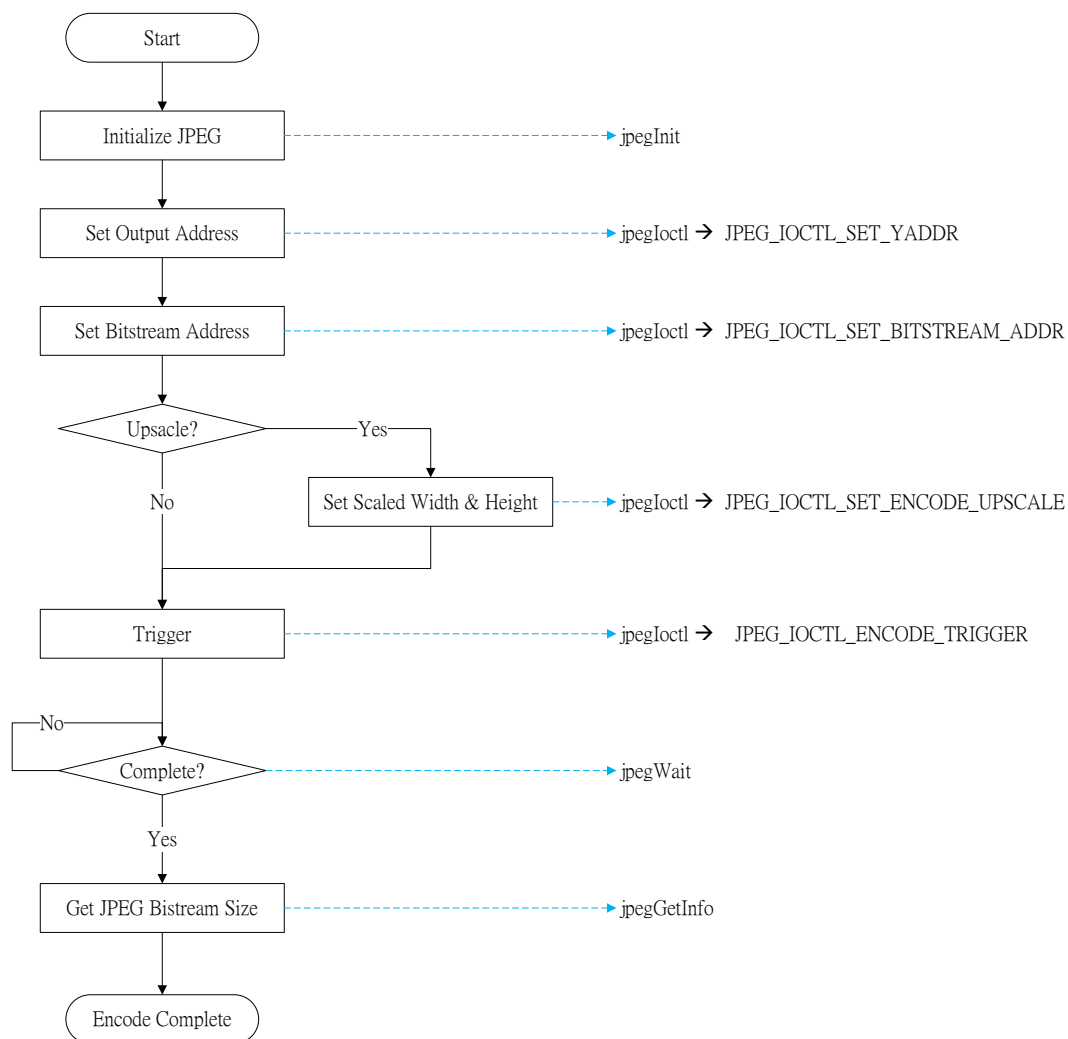 Start
Initialize JPEG
jpegInit
Set Output Address
jpegIoctl → JPEG_IOCTL_SET_YADDR
Set Bitstream Address
jpegIoctl → JPEG_IOCTL_SET_BITSTREAM_ADDR
Upsacle?
Yes
No
Set Scaled Width & Height
jpegIoctl → JPEG_IOCTL_SET_ENCODE_UPSCALE
Trigger
jpegIoctl → JPEG_IOCTL_ENCODE_TRIGGER
No
Complete?
jpegWait
Yes
Get JPEG Bistream Size
jpegGetInfo
Encode Complete